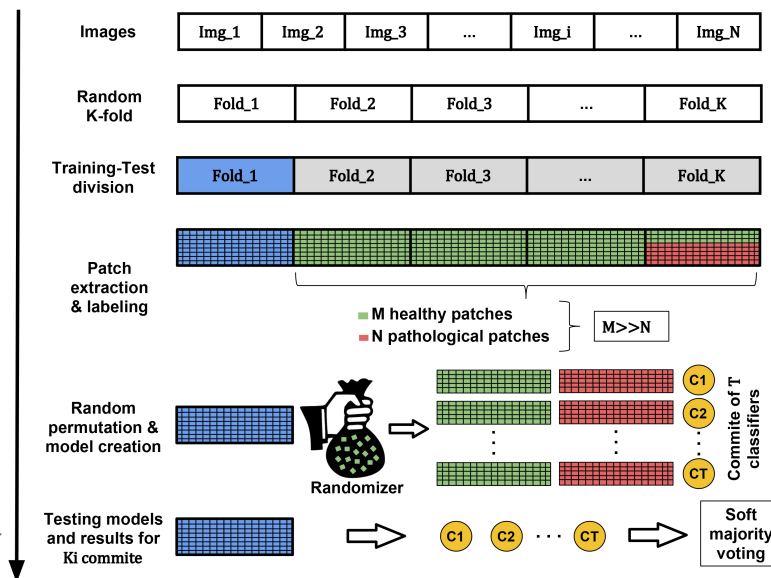 Images
Img_1 Img_2 Img_3 ... Img_i ... Img_N
Random
K-fold
Fold_1 Fold_2 Fold_3 ... Fold_K
Training-Test
division
Fold_1 Fold_2 Fold_3 ... Fold_K
Patch
extraction
& labeling
M healthy patches
N pathological patches
M>>N
Random
permutation &
model creation
Randomizer
C1
C2
CT
Commite of T
classifiers
Testing models
and results for
Ki commite
C1 C2 ... CT
Soft
majority
voting